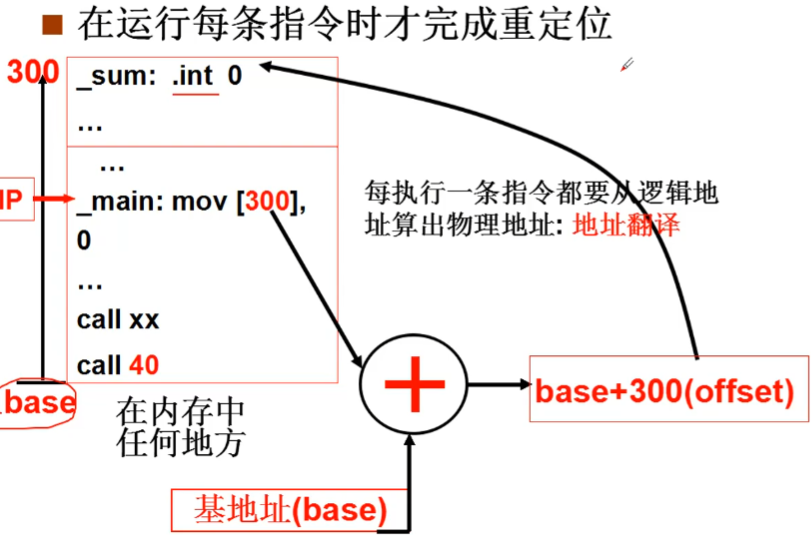 在运行每条指令时才完成重定位
300
_sum: .int 0
...
...
IP
_main: mov [300],
0
...
call xx
call 40
base
每执行一条指令都要从逻辑地
址算出物理地址: 地址翻译
+
base+300(offset)
在内存中
任何地方
基地址(base)